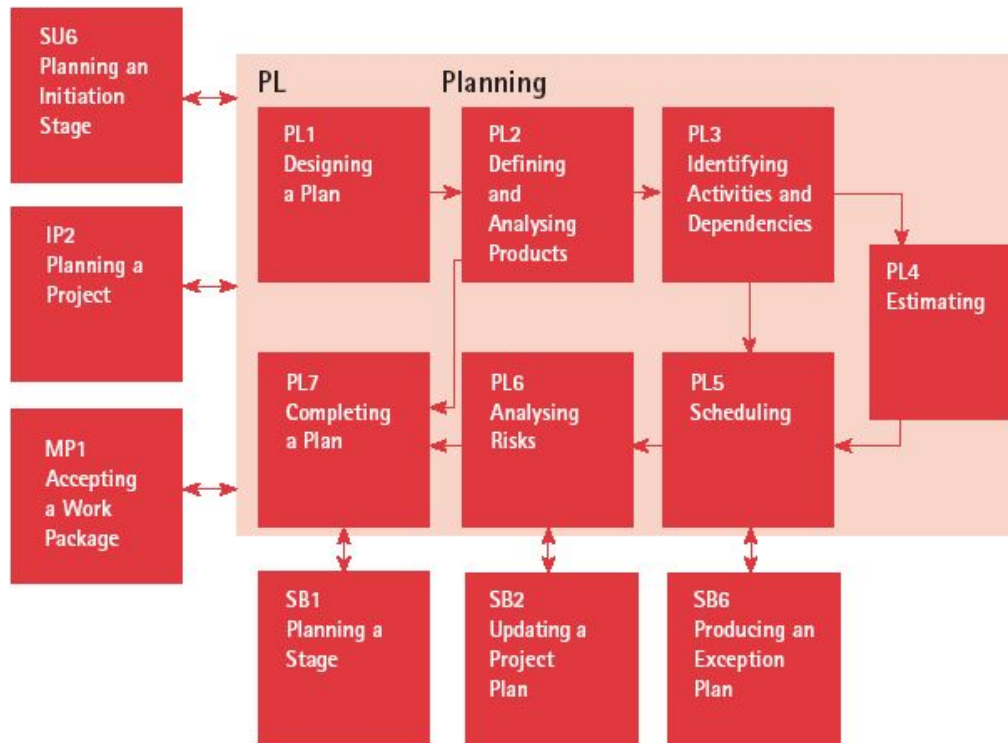 SU6
Planning an
Initiation
Stage
PL
Planning
PL1
Designing
a Plan
PL2
Defining
and
Analysing
Products
PL3
Identifying
Activities and
Dependencies
PL4
Estimating
IP2
Planning a
Project
PL7
Completing
a Plan
PL6
Analysing
Risks
PL5
Scheduling
MP1
Accepting
a Work
Package
SB1
Planning a
Stage
SB2
Updating a
Project
Plan
SB6
Producing an
Exception
Plan